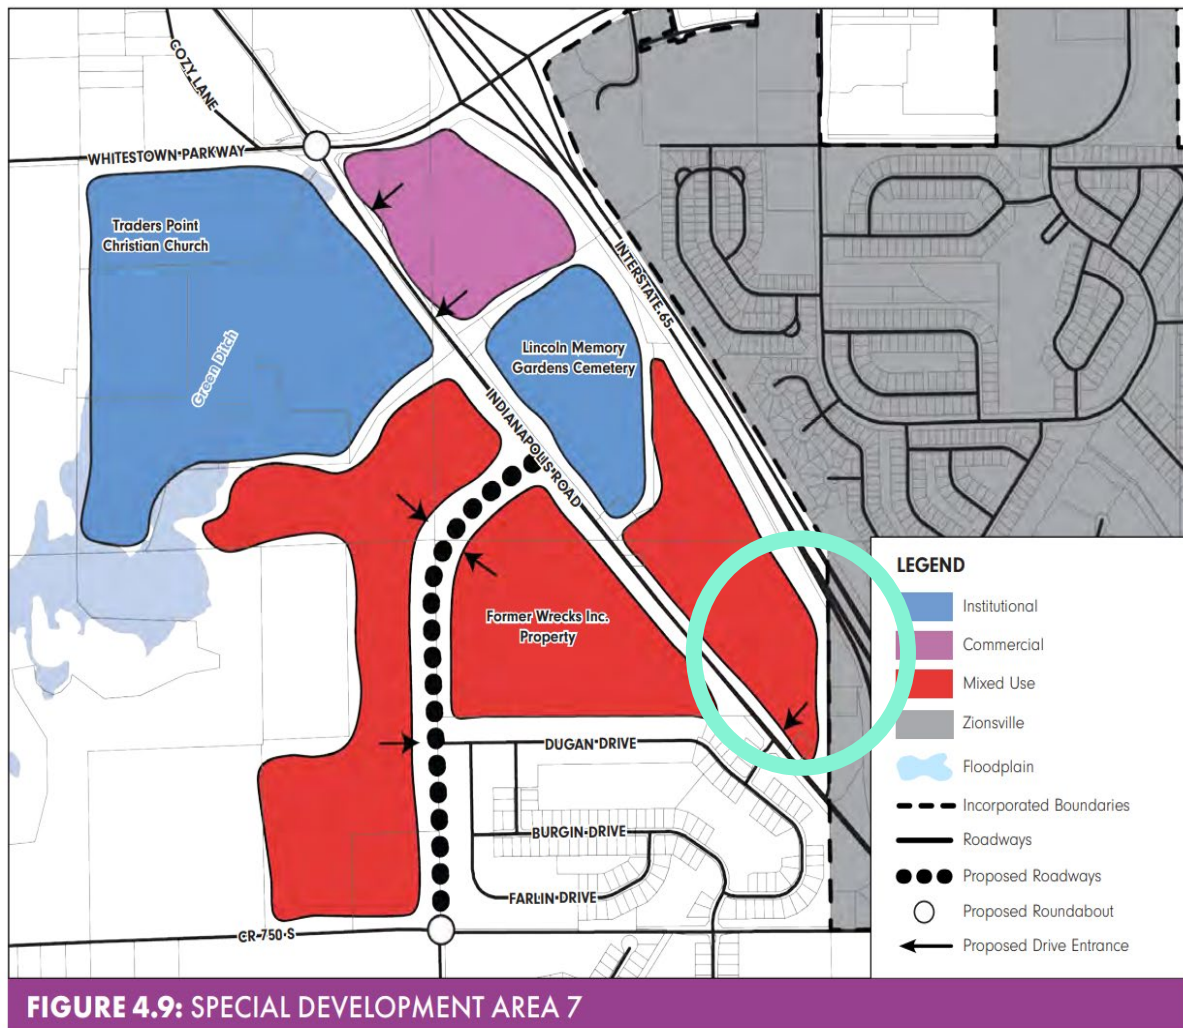 COZY LANE
WHITESTOWN PARKWAY
Traders Point
Christian Church
INTERSTATE 65
Green Ditch
Lincoln Memory
Gardens Cemetery
INDIANAPOLIS ROAD
Former Wrecks Inc.
Property
DUGAN DRIVE
BURGIN DRIVE
FARLIN DRIVE
CR 750 S
LEGEND
Institutional
Commercial
Mixed Use
Zionsville
Floodplain
Incorporated Boundaries
Roadways
Proposed Roadways
Proposed Roundabout
Proposed Drive Entrance
FIGURE 4.9: SPECIAL DEVELOPMENT AREA 7